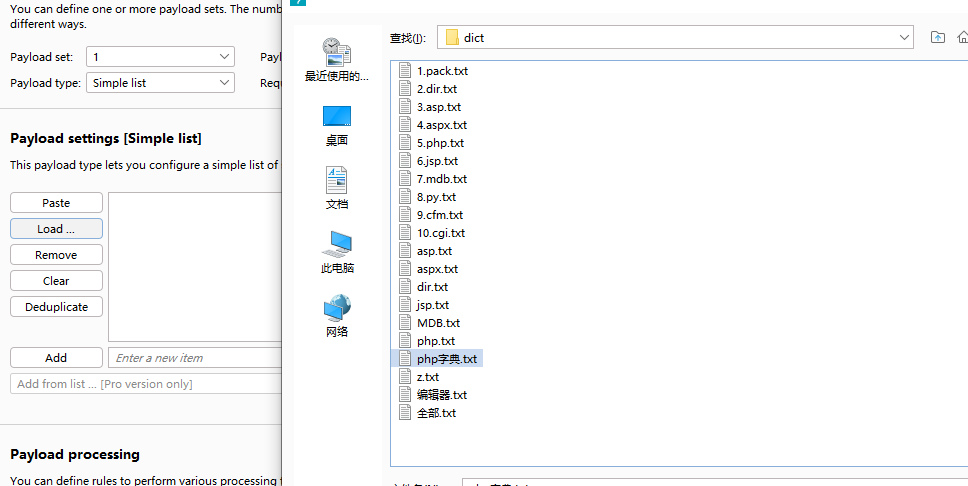 You can define one or more payload sets. The numb
different ways.
Payload set: 1
Payl
Payload type: Simple list
Requ
Payload settings [Simple list]
This payload type lets you configure a simple list of
Paste
Load ...
Remove
Clear
Deduplicate
Add
Enter a new item
Add from list ... [Pro version only]
Payload processing
You can define rules to perform various processing
查找(I):
dict
最近使用的...
桌面
文档
此电脑
网络
1.pack.txt
2.dir.txt
3.asp.txt
4.aspx.txt
5.php.txt
6.jsp.txt
7.mdb.txt
8.py.txt
9.cfm.txt
10.cgi.txt
asp.txt
aspx.txt
dir.txt
jsp.txt
MDB.txt
php.txt
php字典.txt
z.txt
编辑器.txt
全部.txt